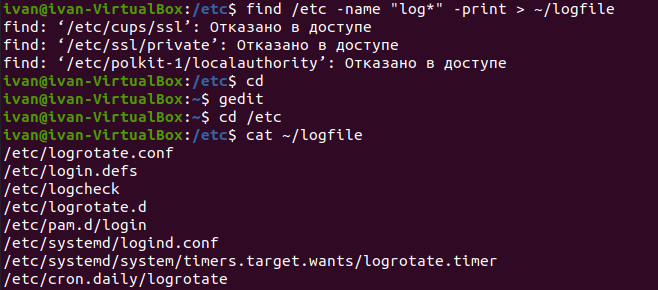 ivan@ivan-VirtualBox:/etc$ find /etc -name "log*" -print > ~/logfile
find: ‘/etc/cups/ssl’: Отказано в доступе
find: ‘/etc/ssl/private’: Отказано в доступе
find: ‘/etc/polkit-1/localauthority’: Отказано в доступе
ivan@ivan-VirtualBox:/etc$ cd
ivan@ivan-VirtualBox:~$ gedit
ivan@ivan-VirtualBox:~$ cd /etc
ivan@ivan-VirtualBox:/etc$ cat ~/logfile
/etc/logrotate.conf
/etc/login.defs
/etc/logcheck
/etc/logrotate.d
/etc/pam.d/login
/etc/systemd/logind.conf
/etc/systemd/system/timers.target.wants/logrotate.timer
/etc/cron.daily/logrotate